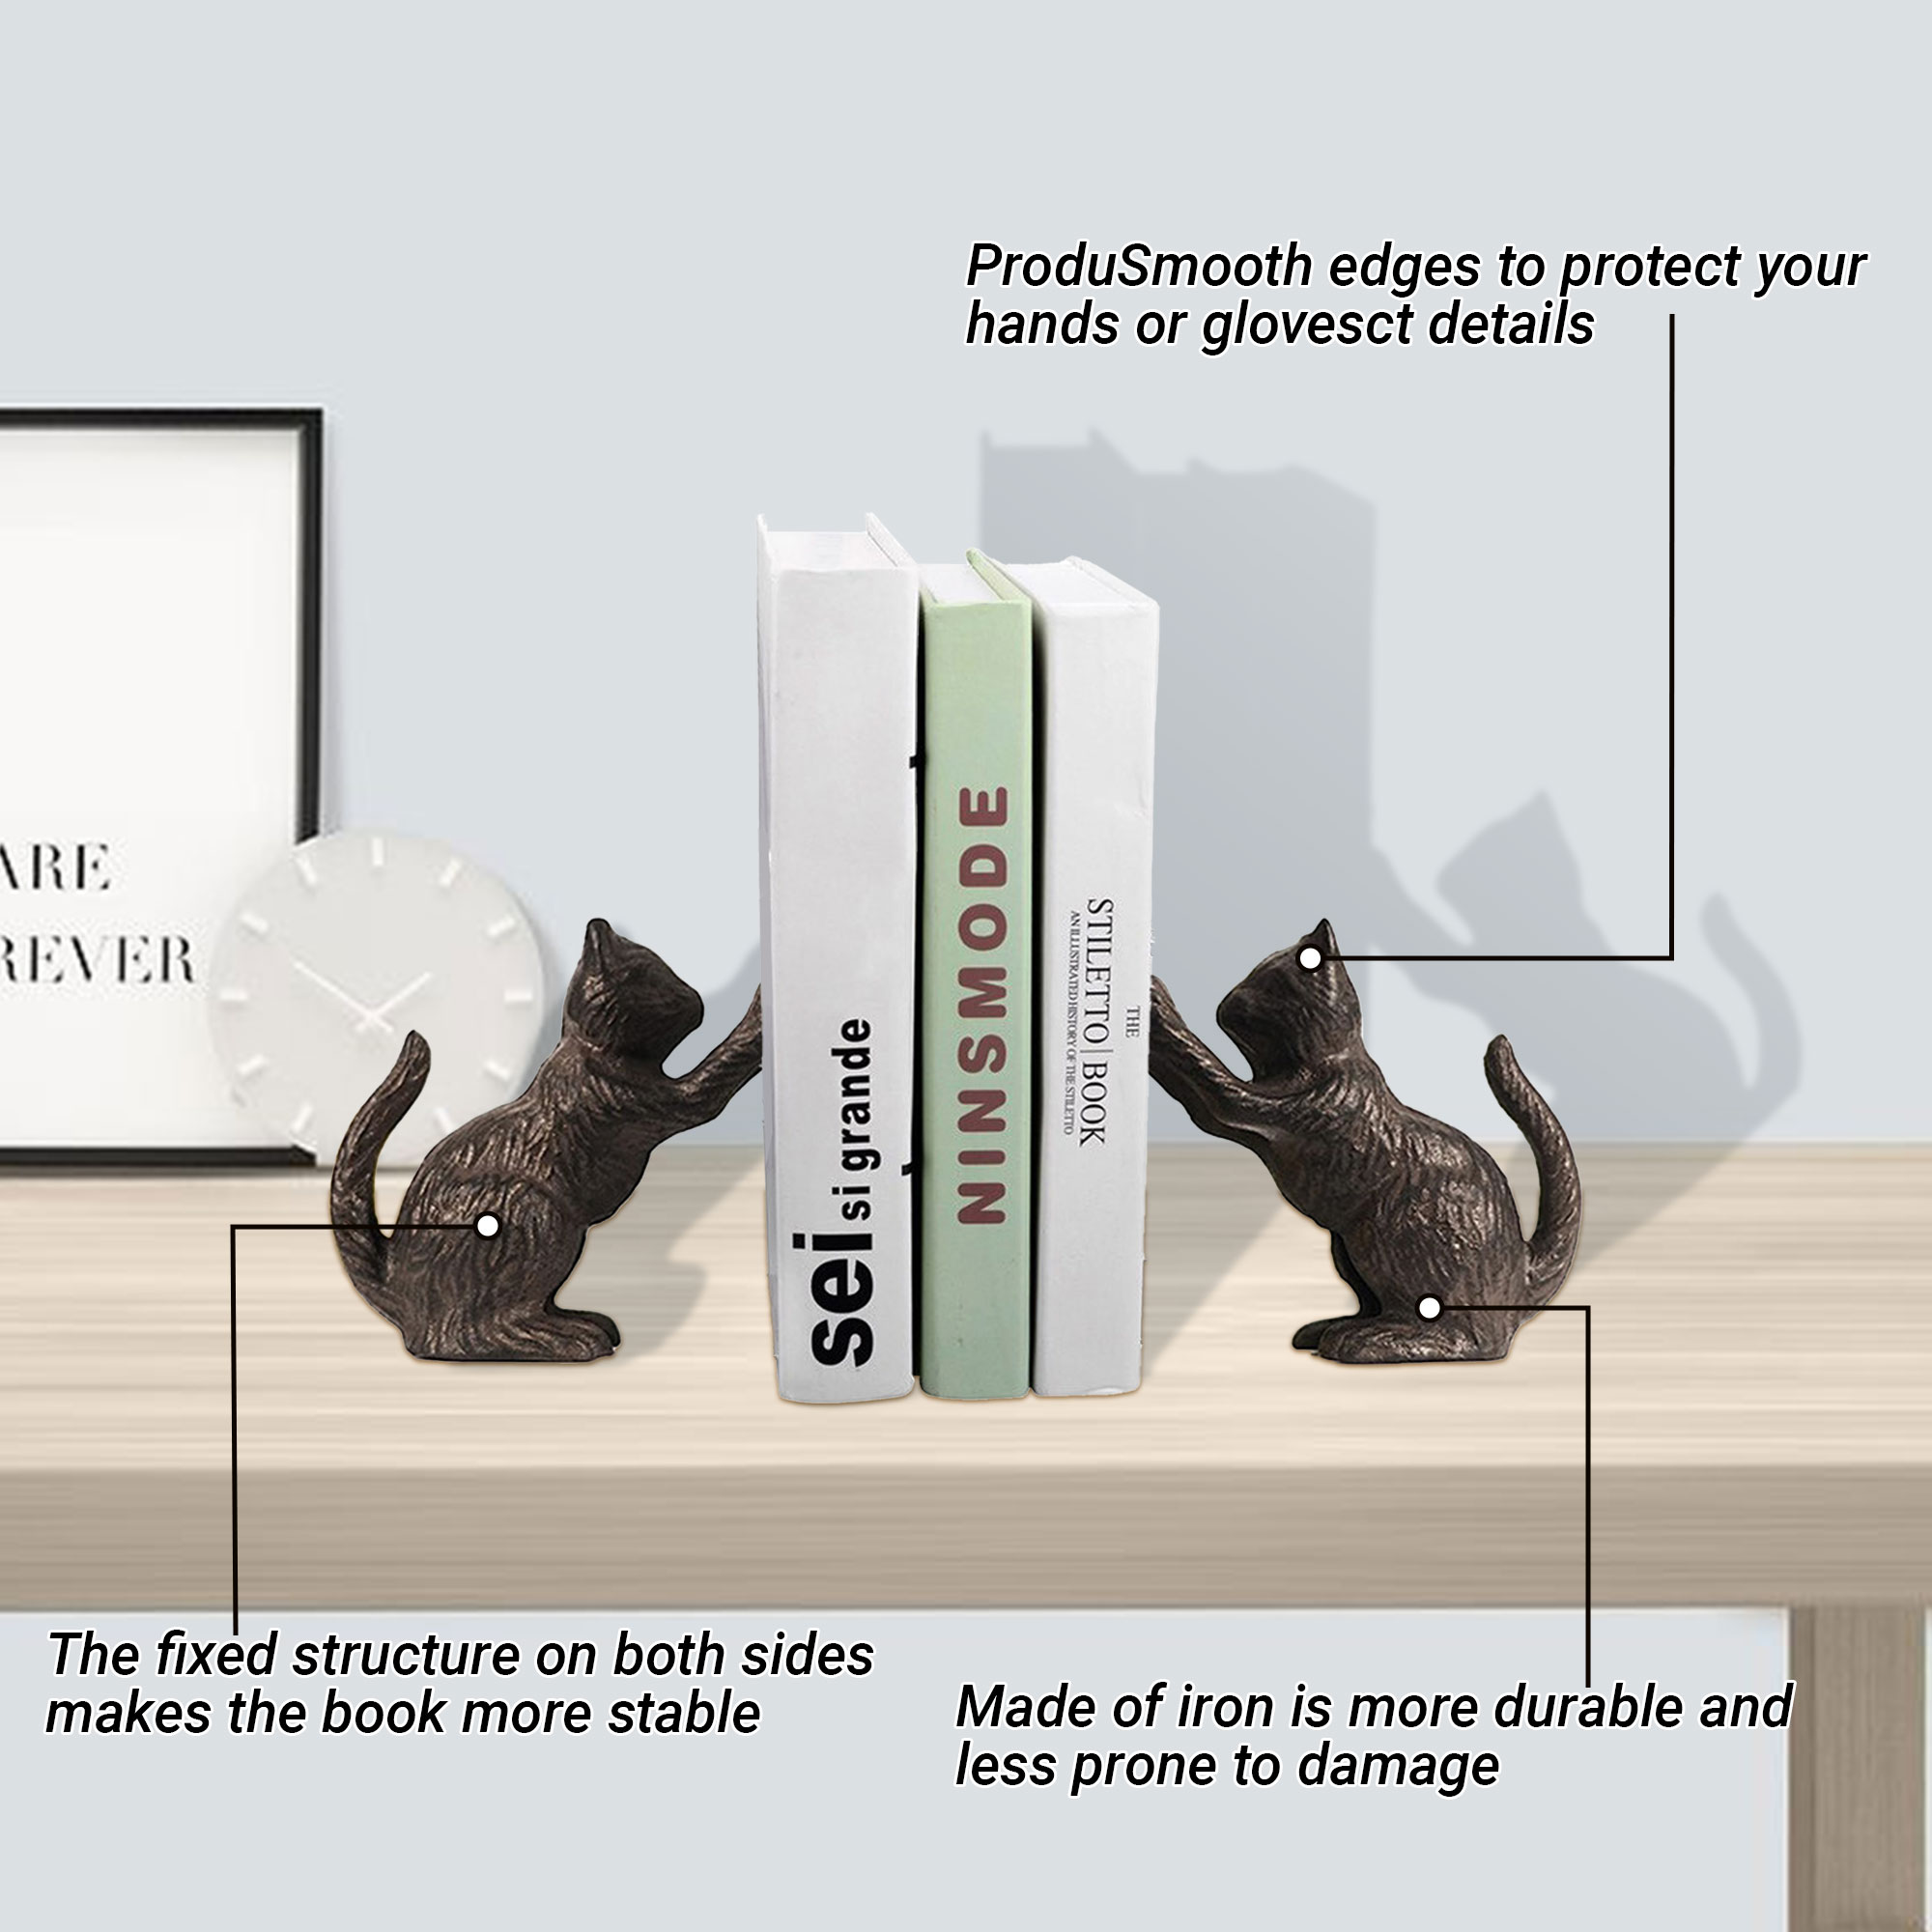 ProduSmooth edges to protect your
hands or glovesct details
ARE
REVER
sei si grande
NINSMODE
THE
STILETTO|BOOK
AN ILLUSTRATED HISTORY OF THE STILETTO
The fixed structure on both sides
makes the book more stable
Made of iron is more durable and
less prone to damage